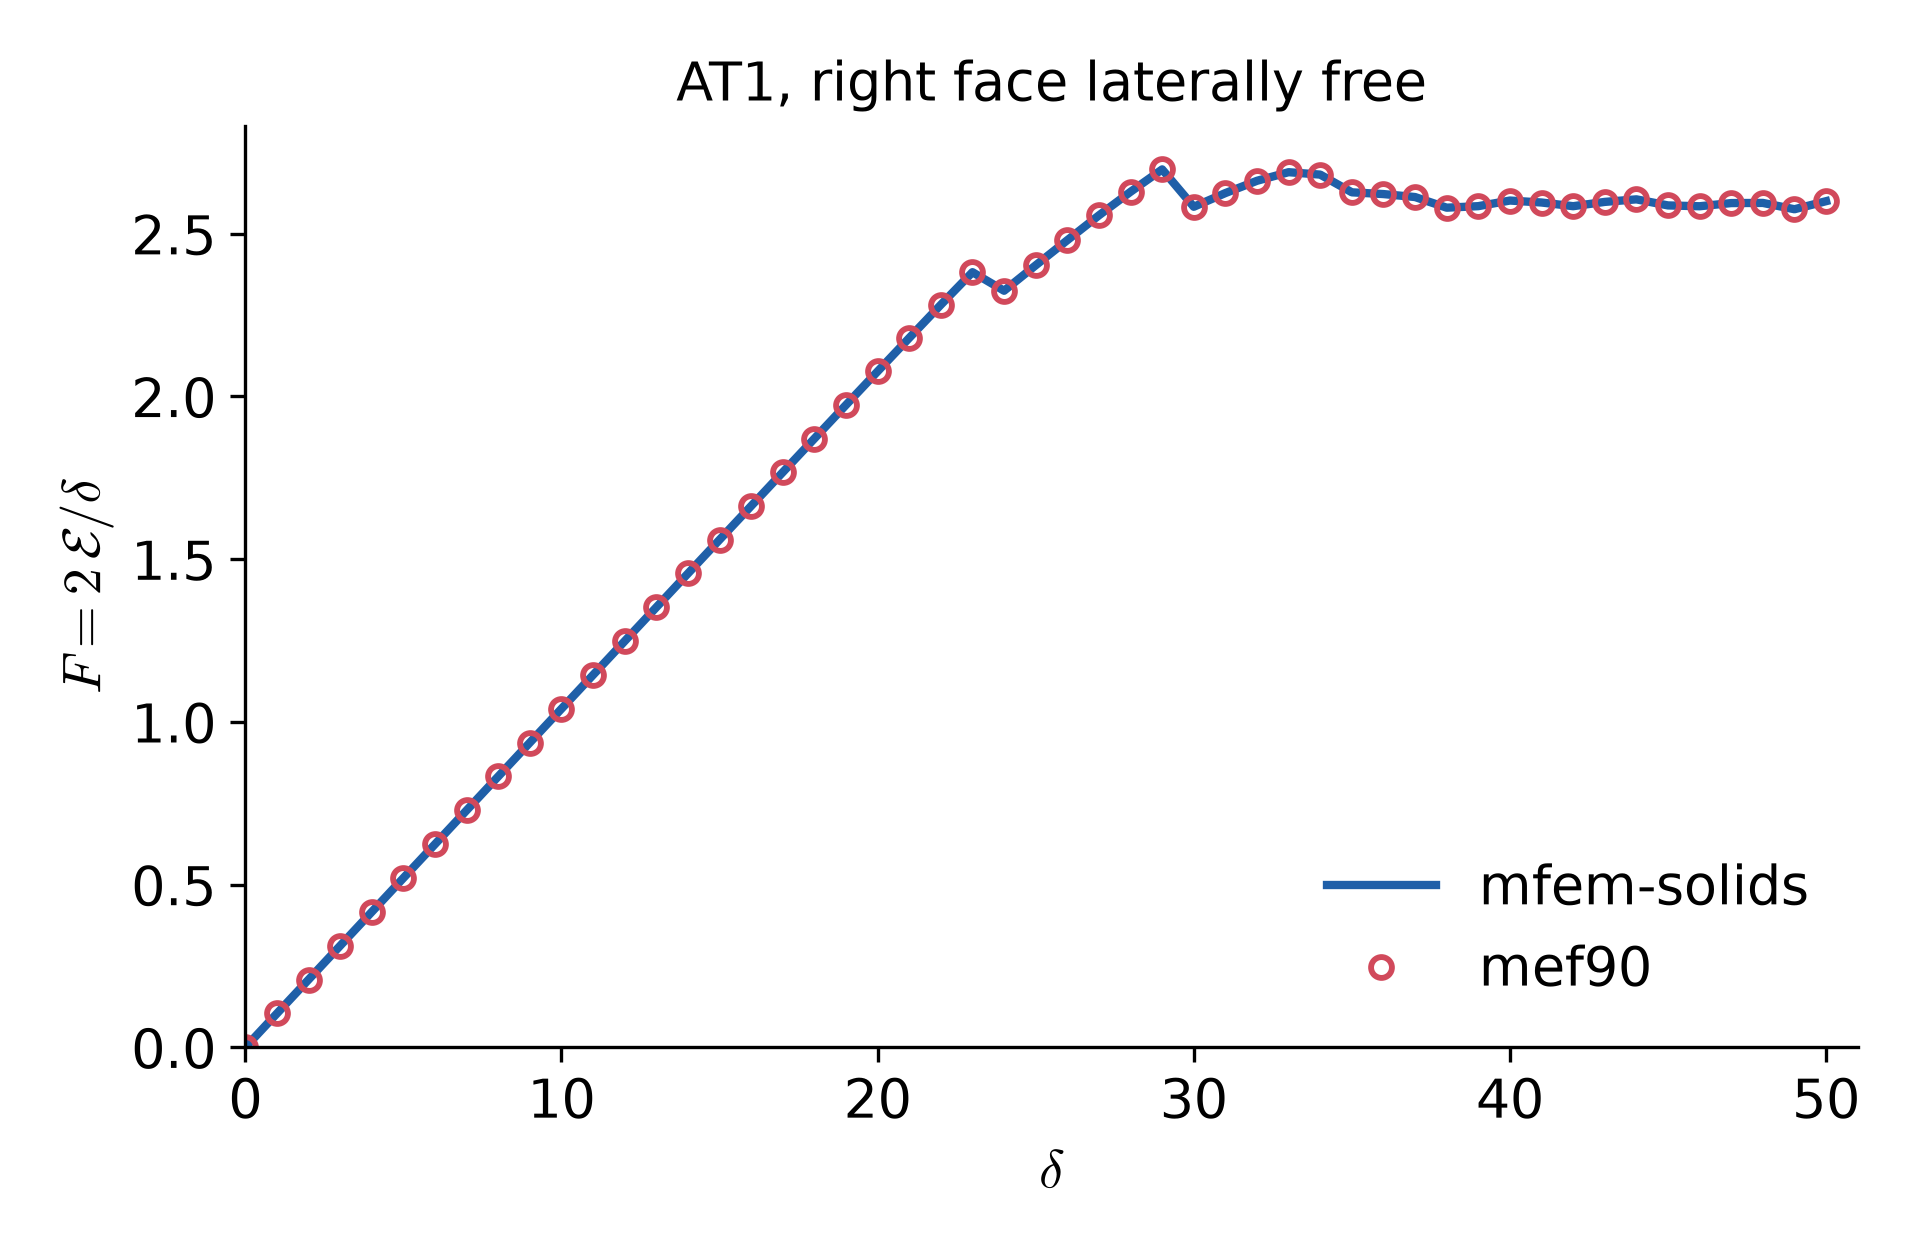 AT1, right face laterally free
F = 2 ℰ/δ
2.5
2.0
1.5
1.0
0.5
0.0
mfem-solids
mef90
0 10 20 30 40 50
δ